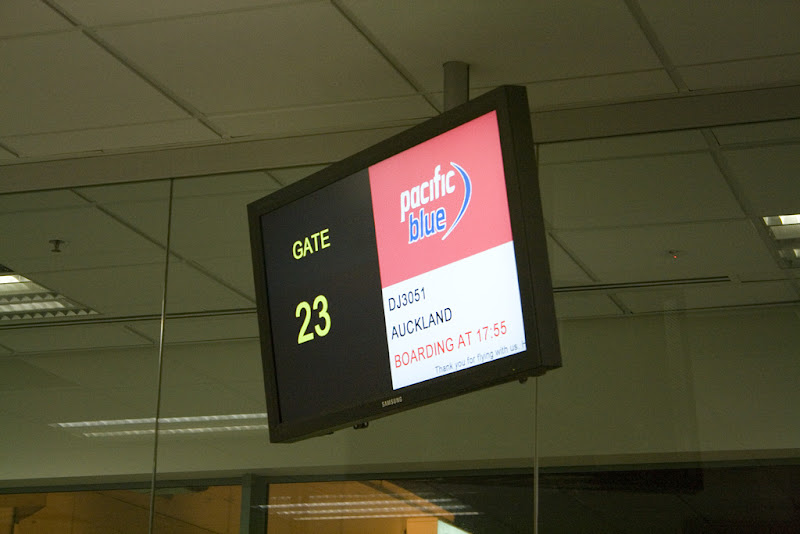 GATE
23
pacific
blue
DJ3051
AUCKLAND
BOARDING AT 17:55
Thank you for flying with us. H
SAMSUNG